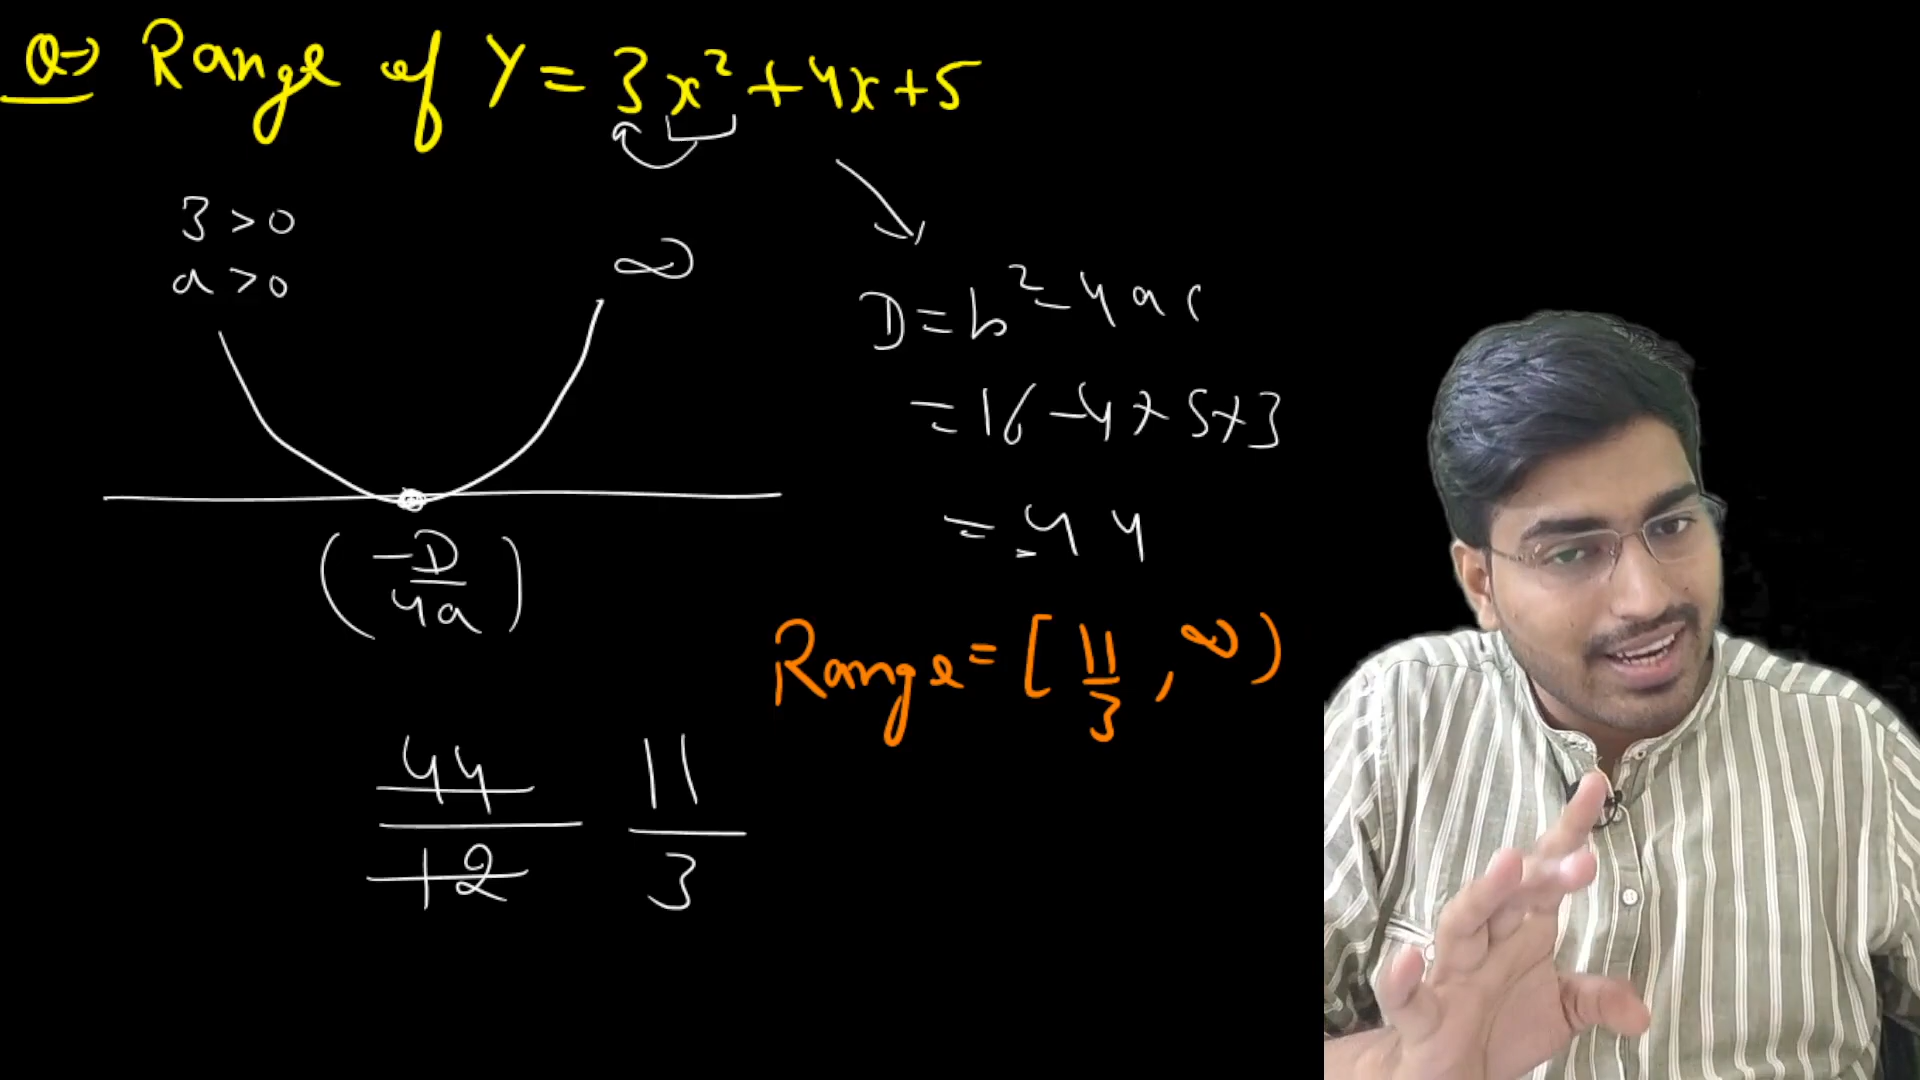 Q→ Range of Y = 3x² + 4x + 5
a
3 > 0
a > 0
∞
D = b² - 4ac
= 16 - 4×5×3
= -44
(-D/4a)
Range = [11/3, ∞)
44/12 11/3